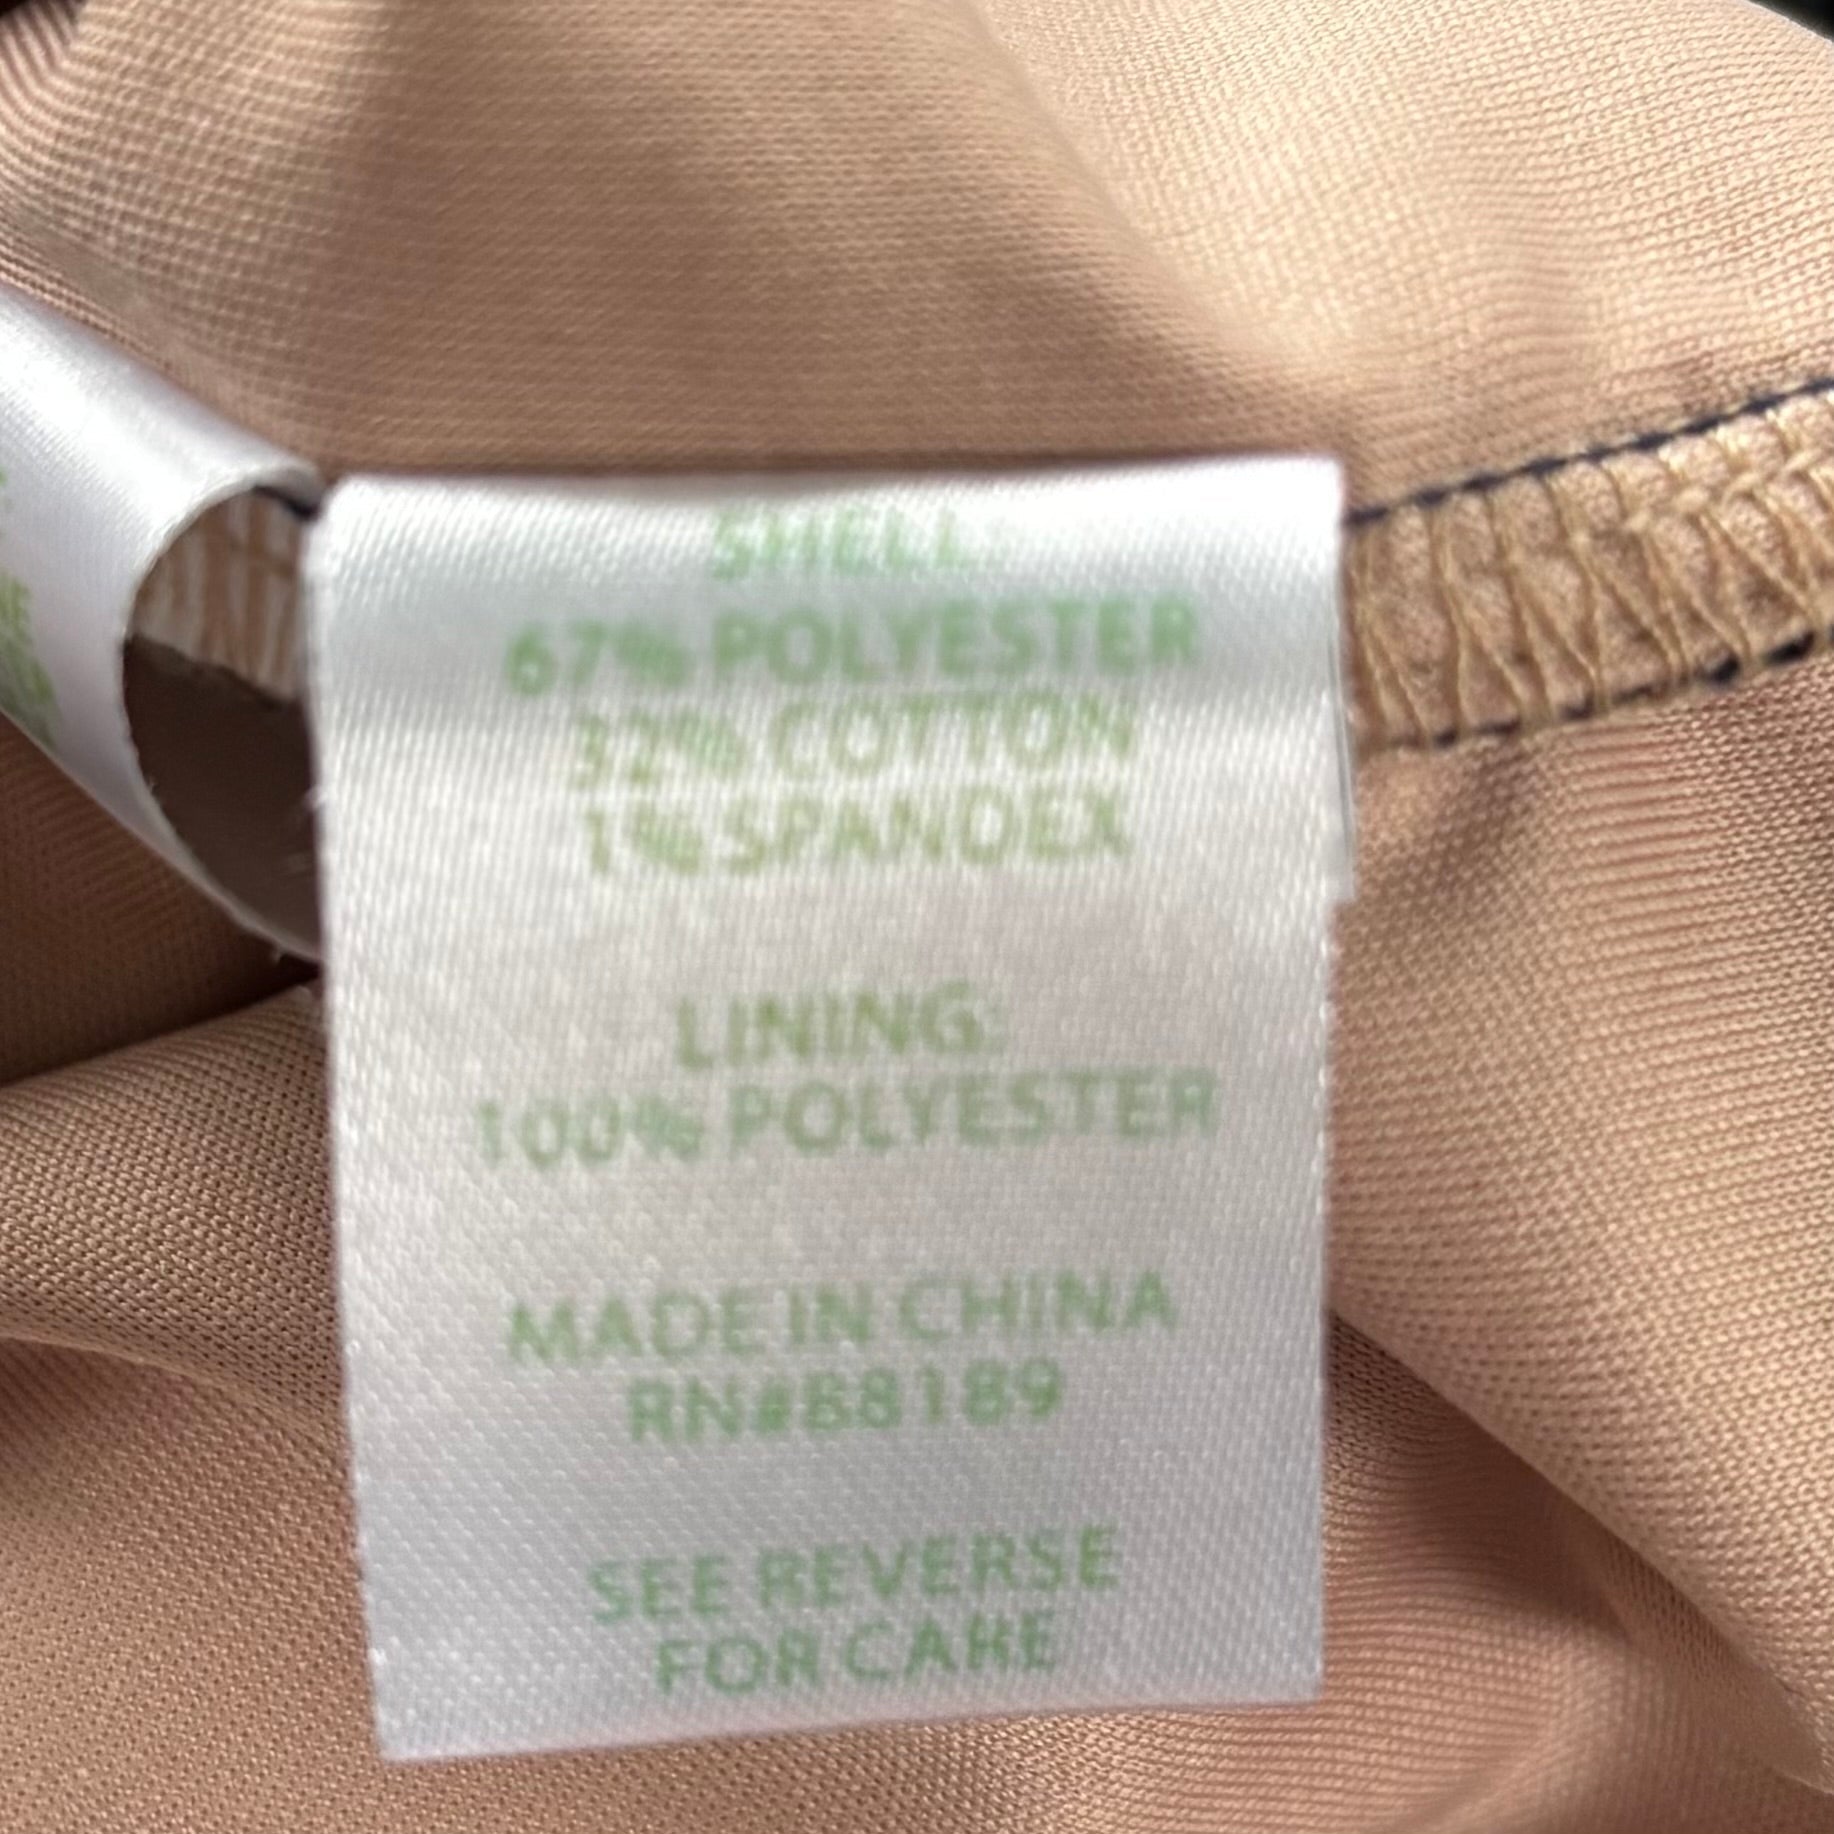 SHELL
67% POLYESTER
32% COTTON
1% SPANDEX
LINING:
100% POLYESTER
MADE IN CHINA
RN#88189
SEE REVERSE
FOR CARE